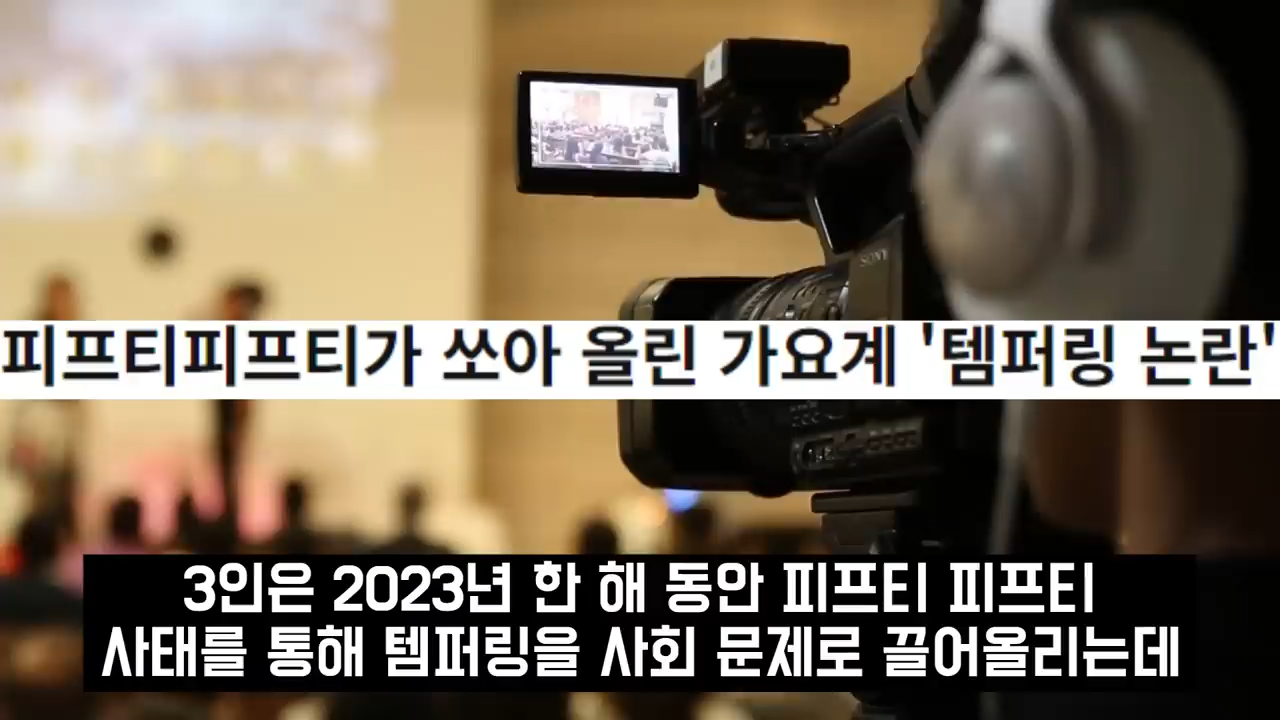 SONY
피프티피프티가 쏘아 올린 가요계 '템퍼링 논란'
3인은 2023년 한 해 동안 피프티 피프티
사태를 통해 템퍼링을 사회 문제로 끌어올리는데